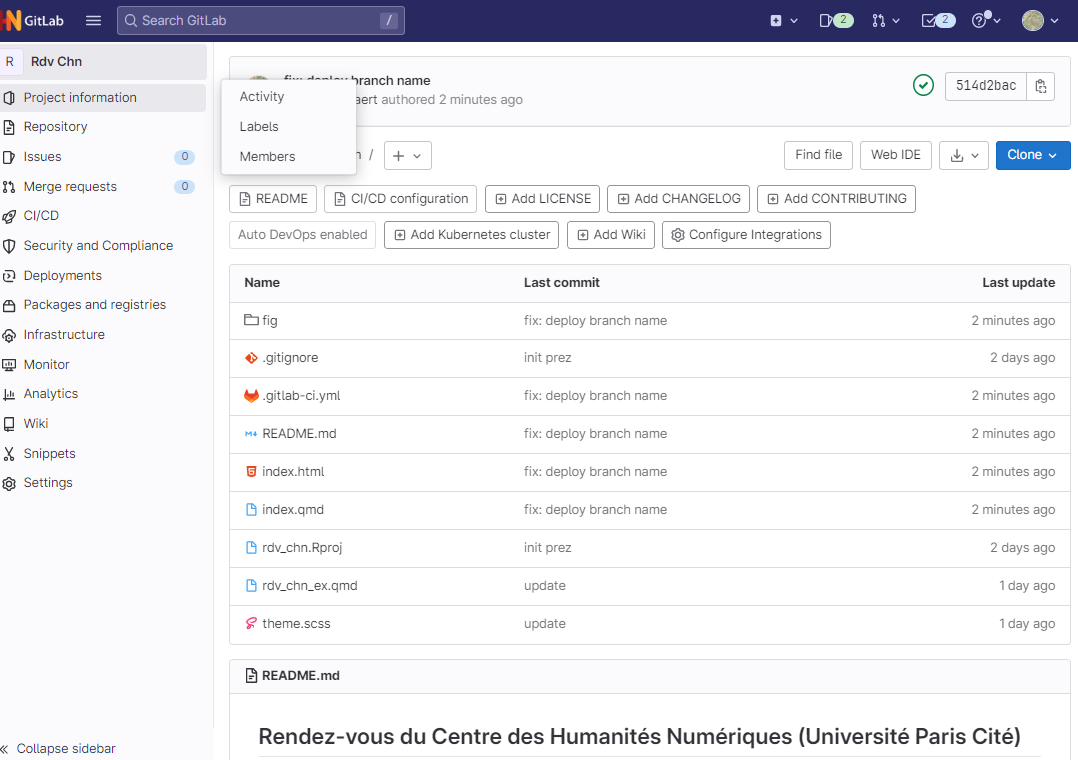 HN GitLab
Search GitLab /
2
2
R Rdv Chn
Project information
Repository
Issues 0
Merge requests 0
CI/CD
Security and Compliance
Deployments
Packages and registries
Infrastructure
Monitor
Analytics
Wiki
Snippets
Settings
Collapse sidebar
Activity
Labels
Members
fix: deploy branch name
aert authored 2 minutes ago
514d2bac
n / +
Find file
Web IDE
Clone
README
CI/CD configuration
Add LICENSE
Add CHANGELOG
Add CONTRIBUTING
Auto DevOps enabled
Add Kubernetes cluster
Add Wiki
Configure Integrations
Name Last commit Last update
fig fix: deploy branch name 2 minutes ago
.gitignore init prez 2 days ago
.gitlab-ci.yml fix: deploy branch name 2 minutes ago
README.md fix: deploy branch name 2 minutes ago
index.html fix: deploy branch name 2 minutes ago
index.qmd fix: deploy branch name 2 minutes ago
rdv_chn.Rproj init prez 2 days ago
rdv_chn_ex.qmd update 1 day ago
theme.scss update 1 day ago
README.md
Rendez-vous du Centre des Humanités Numériques (Université Paris Cité)